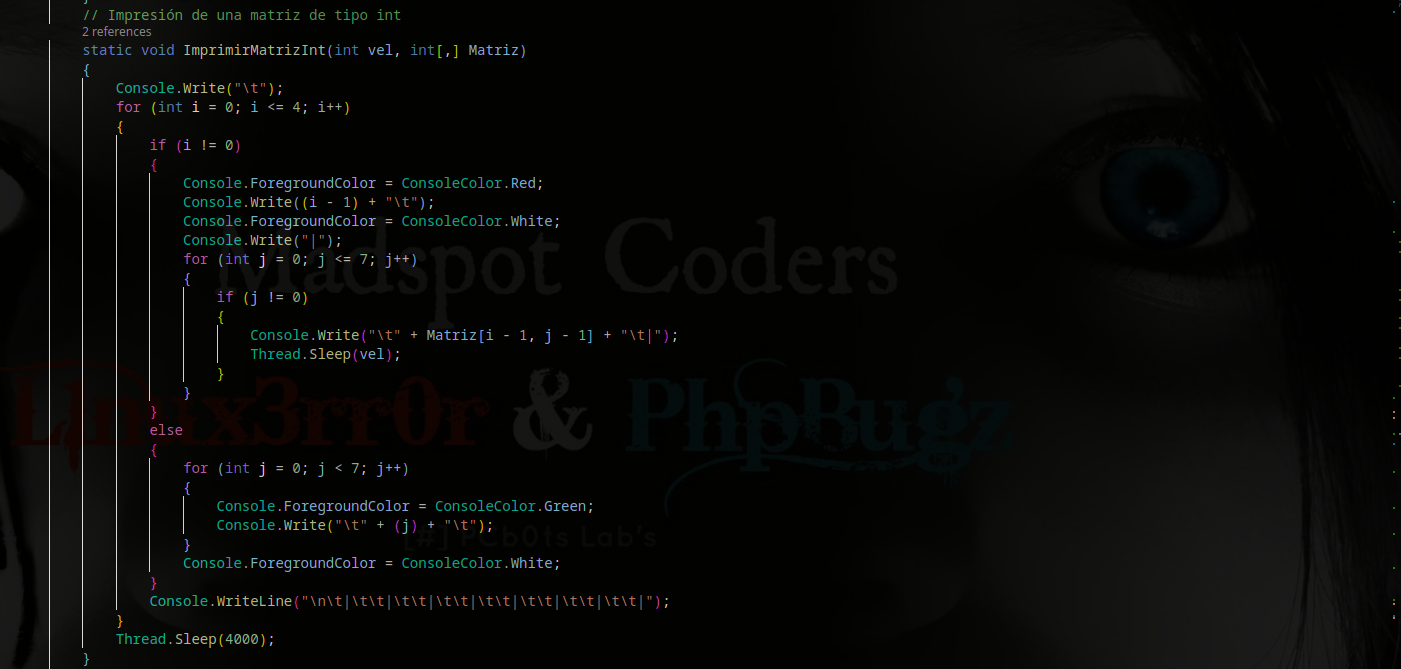 }
// Impresión de una matriz de tipo int
2 references
static void ImprimirMatrizInt(int vel, int[,] Matriz)
{
Console.Write("\t");
for (int i = 0; i <= 4; i++)
{
if (i != 0)
{
Console.ForegroundColor = ConsoleColor.Red;
Console.Write((i - 1) + "\t");
Console.ForegroundColor = ConsoleColor.White;
Console.Write("|");
for (int j = 0; j <= 7; j++)
{
if (j != 0)
{
Console.Write("\t" + Matriz[i - 1, j - 1] + "\t|");
Thread.Sleep(vel);
}
}
}
else
{
for (int j = 0; j < 7; j++)
{
Console.ForegroundColor = ConsoleColor.Green;
Console.Write("\t" + (j) + "\t");
}
Console.ForegroundColor = ConsoleColor.White;
}
Console.WriteLine("\n\t|\t\t|\t\t|\t\t|\t\t|\t\t|\t\t|\t\t|");
}
Thread.Sleep(4000);
}
Madspot Coders
L!nux3rr0r & PhpBugz
[#] PCb0ts Lab's